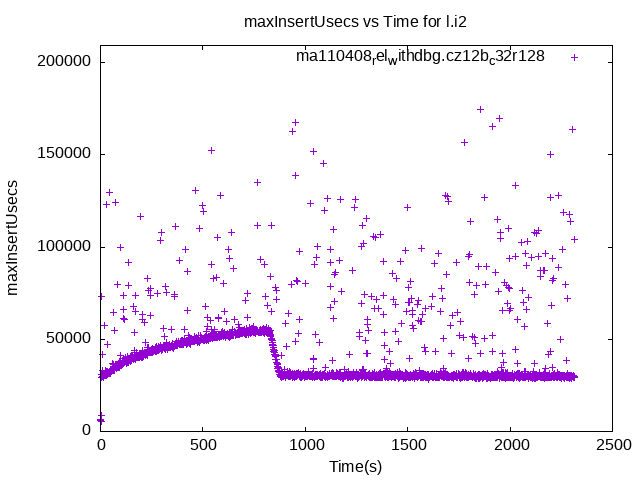 maxInsertUsecs vs Time for l.i2
ma110408relwithdbg.cz12bc32r128
200000
150000
100000
50000
0
maxInsertUsecs
0 500 1000 1500 2000 2500
Time(s)